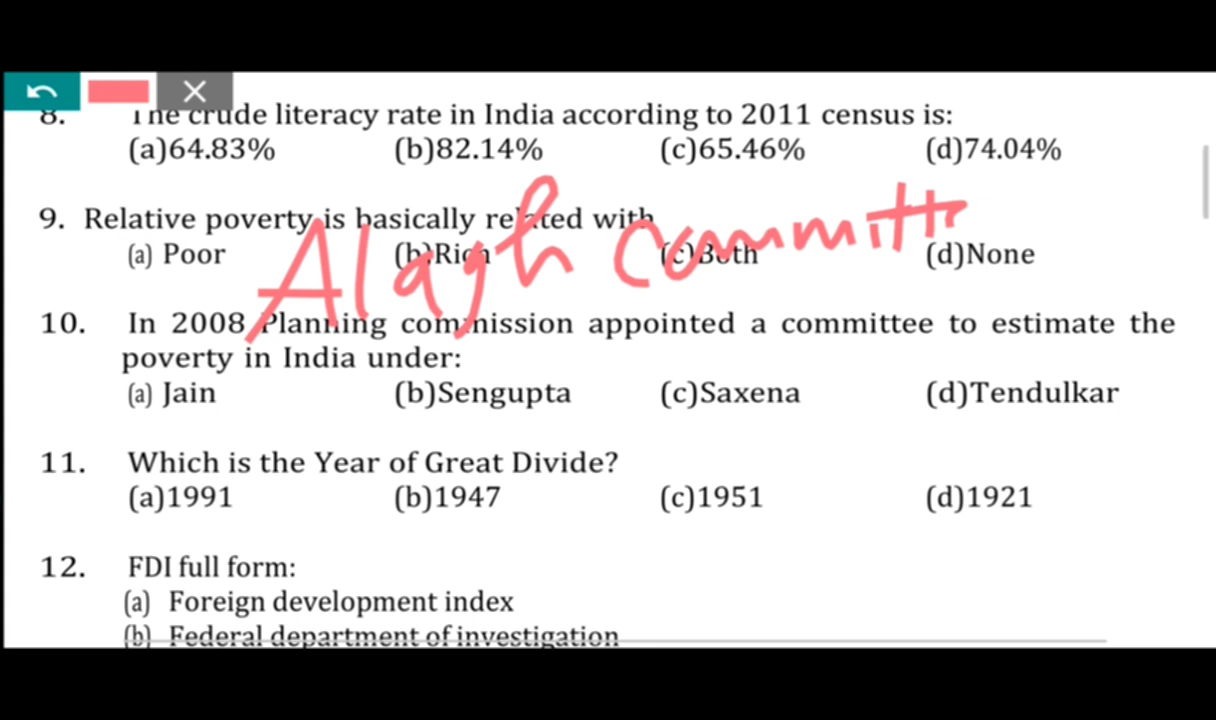 8. The crude literacy rate in India according to 2011 census is:
(a)64.83% (b)82.14% (c)65.46% (d)74.04%
9. Relative poverty is basically related with
(a) Poor (b)Rich (c)Both (d)None
Alagh committ
10. In 2008 Planning commission appointed a committee to estimate the
poverty in India under:
(a) Jain (b)Sengupta (c)Saxena (d)Tendulkar
11. Which is the Year of Great Divide?
(a)1991 (b)1947 (c)1951 (d)1921
12. FDI full form:
(a) Foreign development index
(b) Federal department of investigation